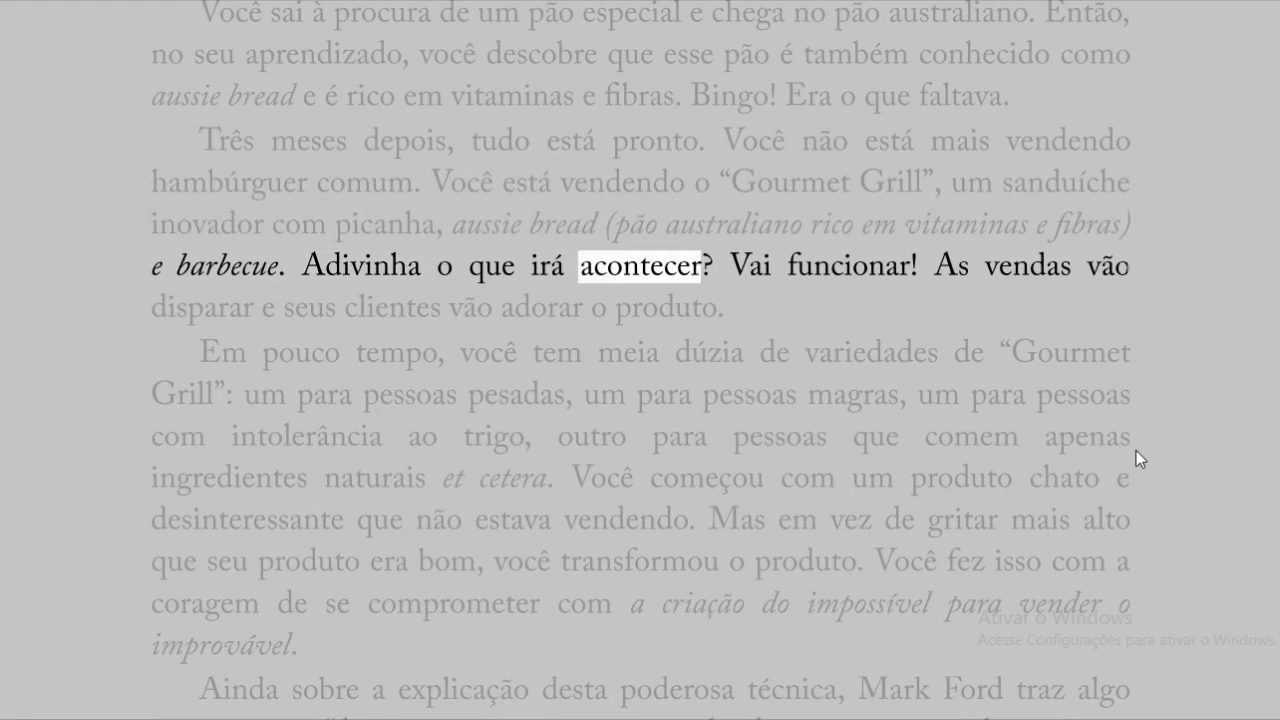 Você sai à procura de um pão especial e chega no pão australiano. Então,
no seu aprendizado, você descobre que esse pão é também conhecido como
aussie bread e é rico em vitaminas e fibras. Bingo! Era o que faltava.
Três meses depois, tudo está pronto. Você não está mais vendendo
hambúrguer comum. Você está vendendo o “Gourmet Grill”, um sanduíche
inovador com picanha, aussie bread (pão australiano rico em vitaminas e fibras)
e barbecue. Adivinha o que irá acontecer? Vai funcionar! As vendas vão
disparar e seus clientes vão adorar o produto.
Em pouco tempo, você tem meia dúzia de variedades de “Gourmet
Grill”: um para pessoas pesadas, um para pessoas magras, um para pessoas
com intolerância ao trigo, outro para pessoas que comem apenas
ingredientes naturais et cetera. Você começou com um produto chato e
desinteressante que não estava vendendo. Mas em vez de gritar mais alto
que seu produto era bom, você transformou o produto. Você fez isso com a
coragem de se comprometer com a criação do impossível para vender o
improvável.
Ativar o Windows
Acesse Configurações para ativar o Windows.
Ainda sobre a explicação desta poderosa técnica, Mark Ford traz algo